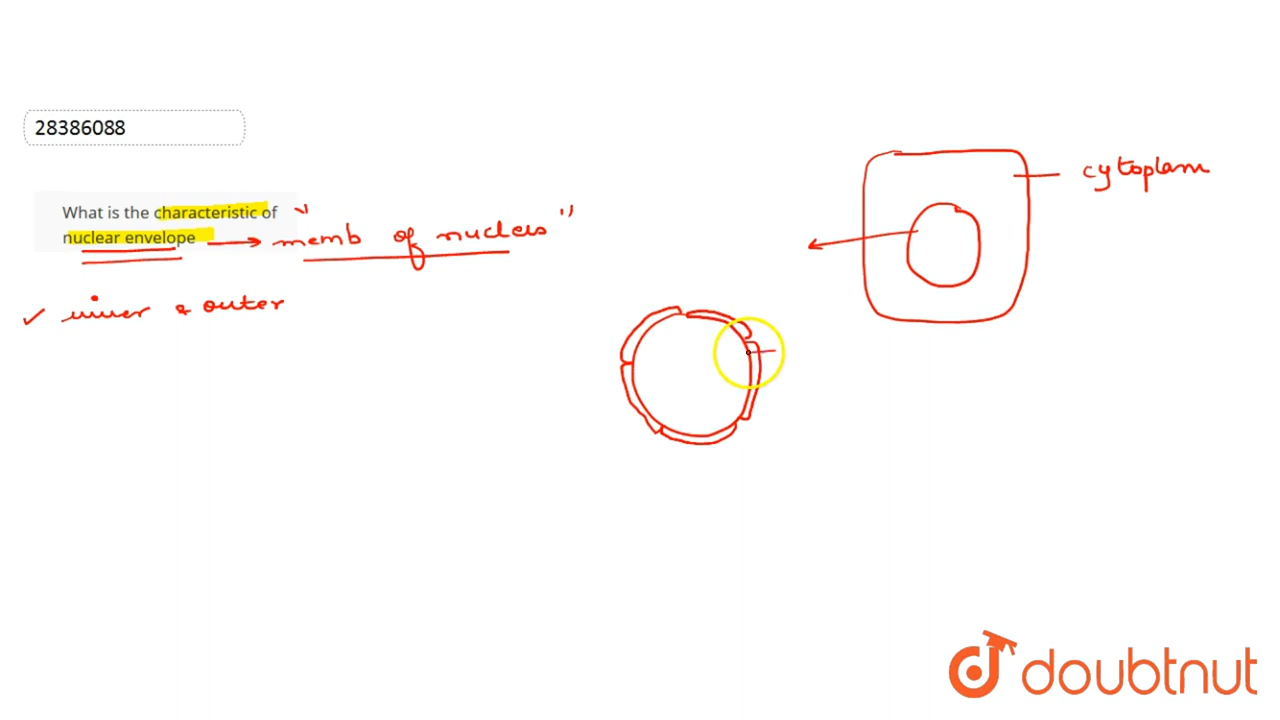 28386088
What is the characteristic of
nuclear envelope → "memb of nucleus"
✓ inner & outer
cytoplasm
doubtnut